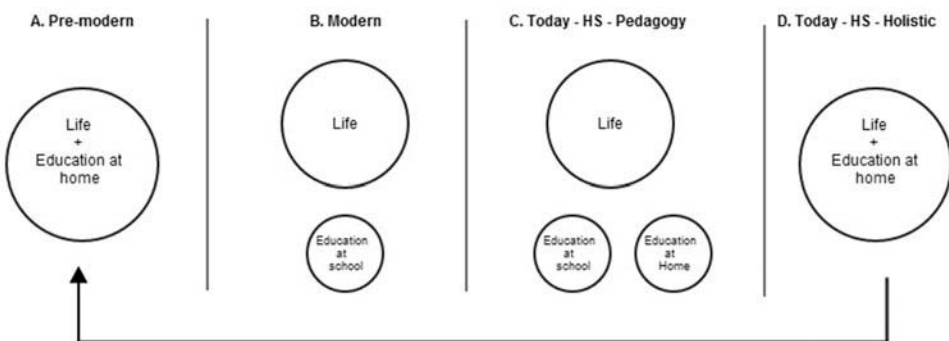 A. Pre-modern
B. Modern
C. Today - HS - Pedagogy
D. Today - HS - Holistic
Life
+
Education at
home
Life
Education
at
school
Life
Education
at
school
Education
at
Home
Life
+
Education at
home